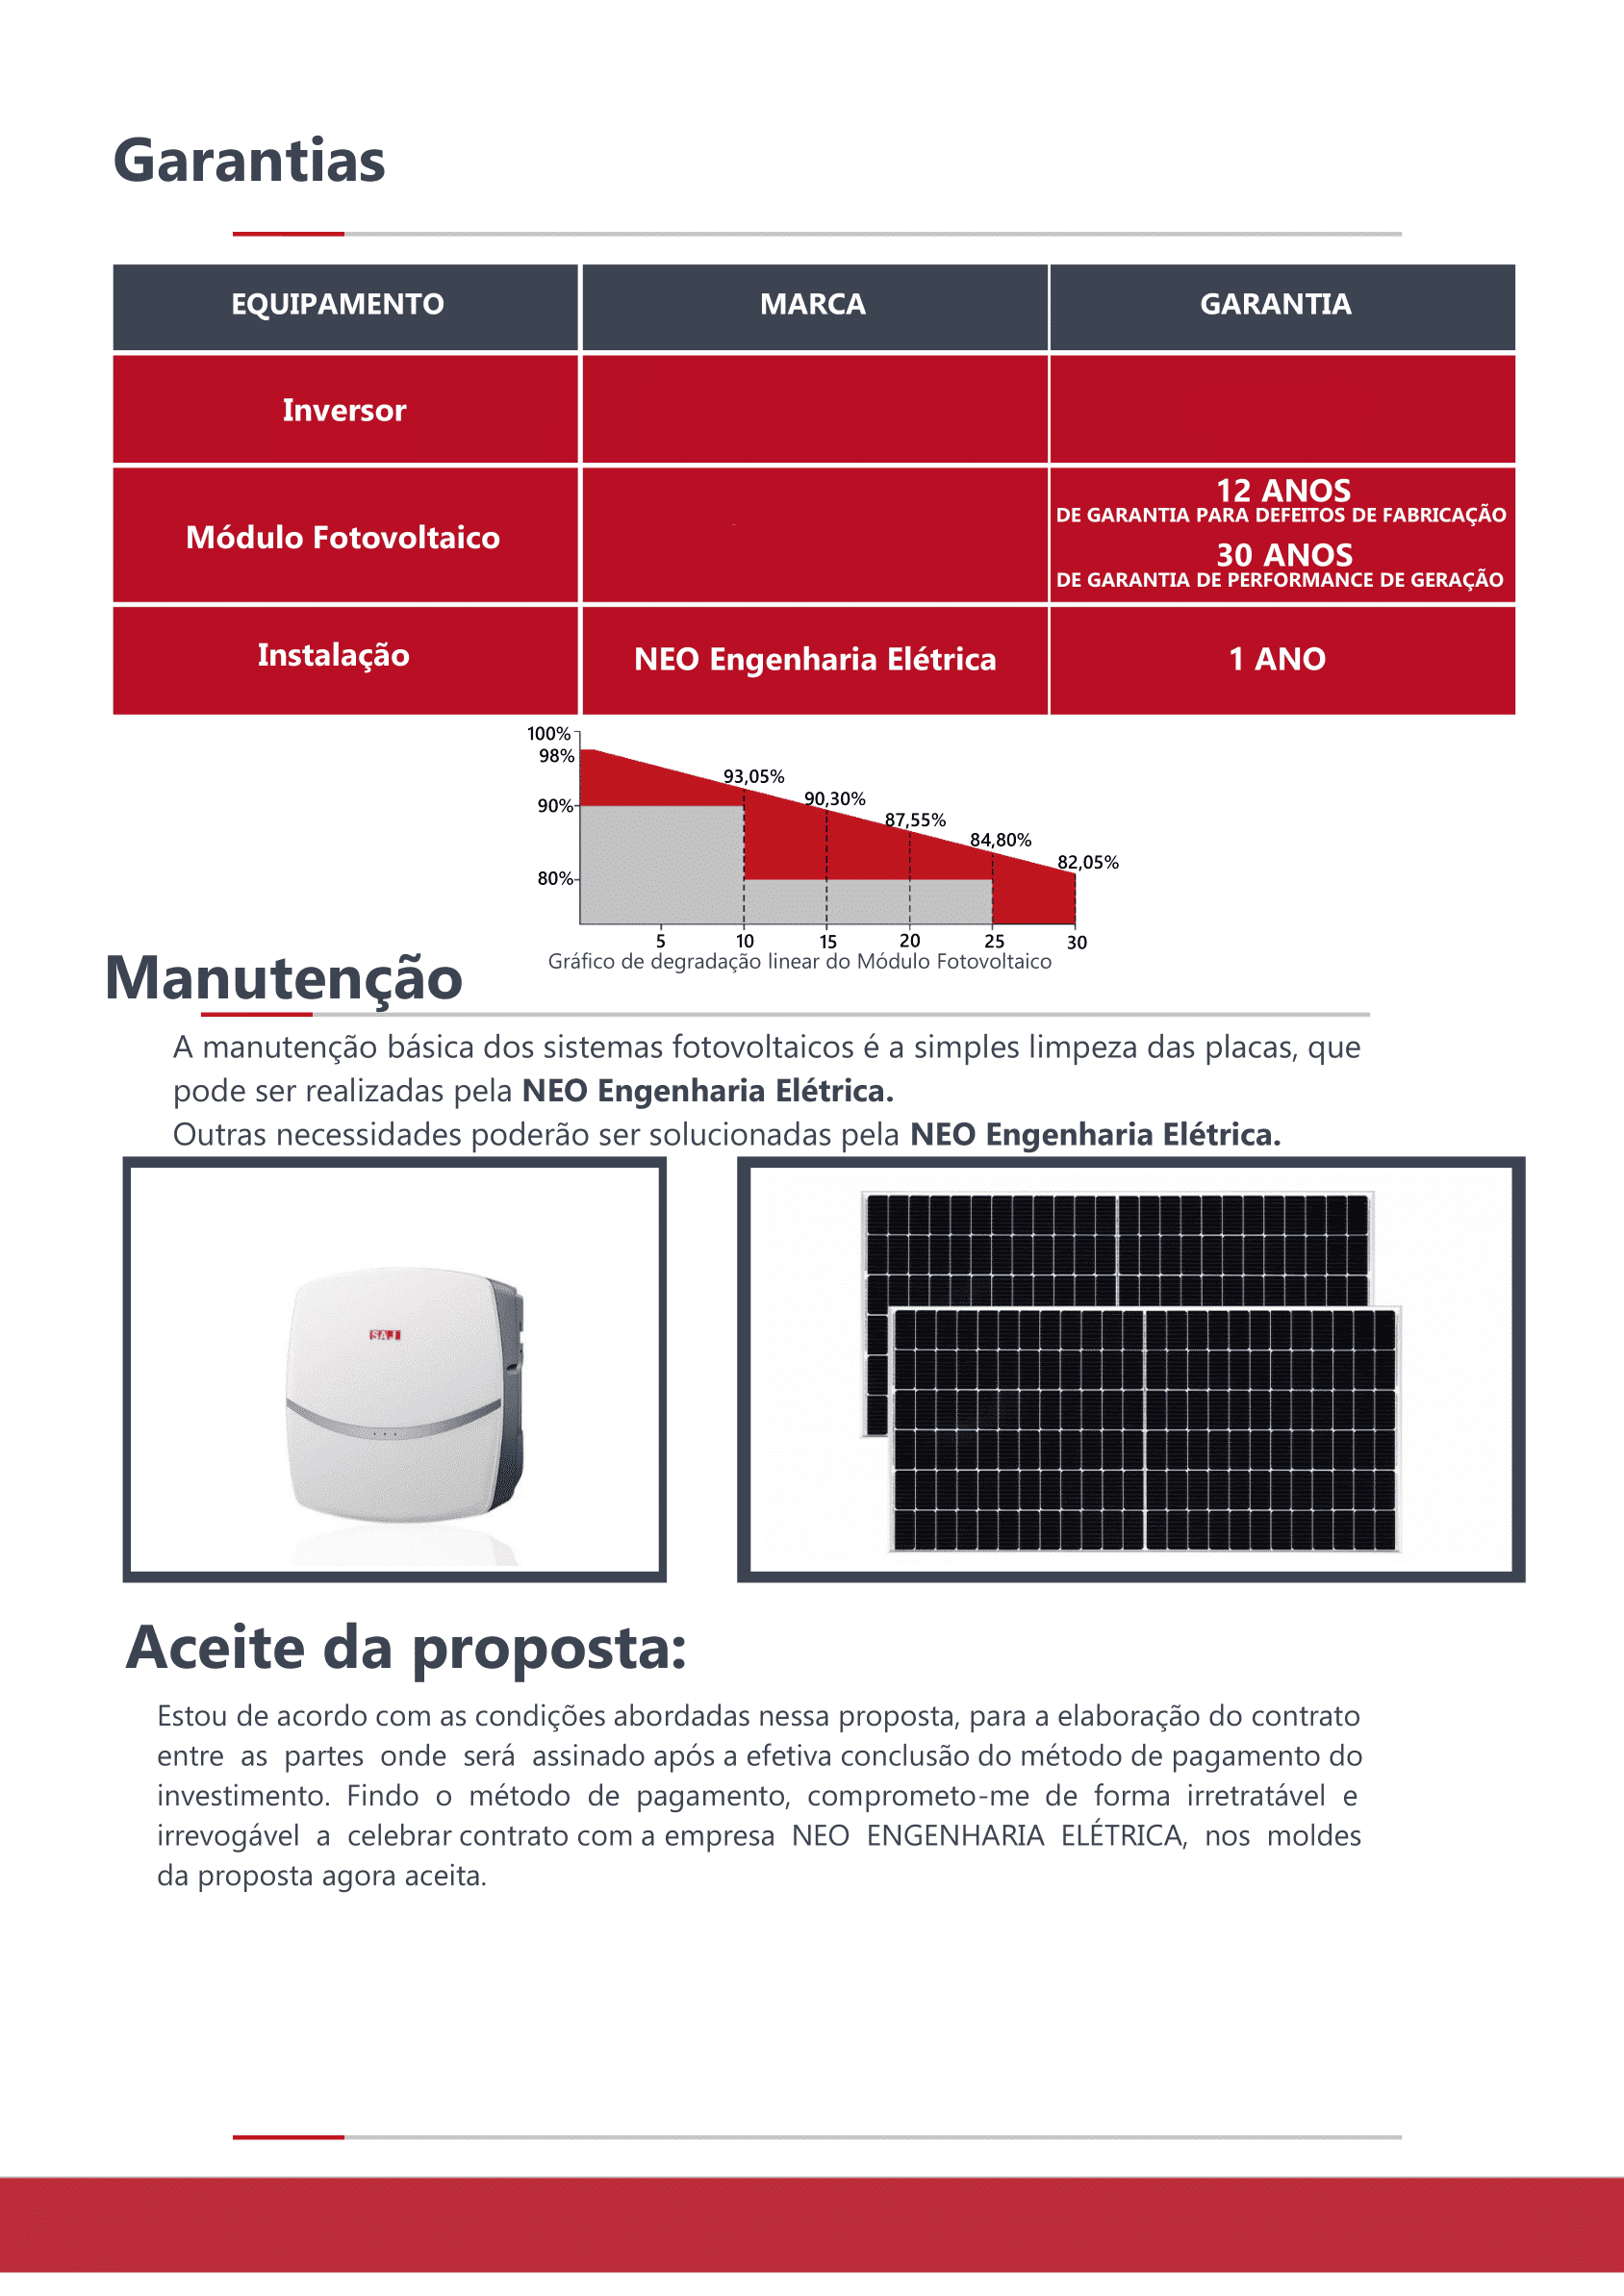 Garantias
EQUIPAMENTO MARCA GARANTIA
Inversor
Módulo Fotovoltaico
12 ANOS
DE GARANTIA PARA DEFEITOS DE FABRICAÇÃO
30 ANOS
DE GARANTIA DE PERFORMANCE DE GERAÇÃO
Instalação NEO Engenharia Elétrica 1 ANO
100%
98%
93,05%
90,30%
90%
87,55%
84,80%
82,05%
80%
5 10 15 20 25 30
Gráfico de degradação linear do Módulo Fotovoltaico
Manutenção
A manutenção básica dos sistemas fotovoltaicos é a simples limpeza das placas, que
pode ser realizadas pela NEO Engenharia Elétrica.
Outras necessidades poderão ser solucionadas pela NEO Engenharia Elétrica.
SAJ
Aceite da proposta:
Estou de acordo com as condições abordadas nessa proposta, para a elaboração do contrato
entre as partes onde será assinado após a efetiva conclusão do método de pagamento do
investimento. Findo o método de pagamento, comprometo-me de forma irretratável e
irrevogável a celebrar contrato com a empresa NEO ENGENHARIA ELÉTRICA, nos moldes
da proposta agora aceita.